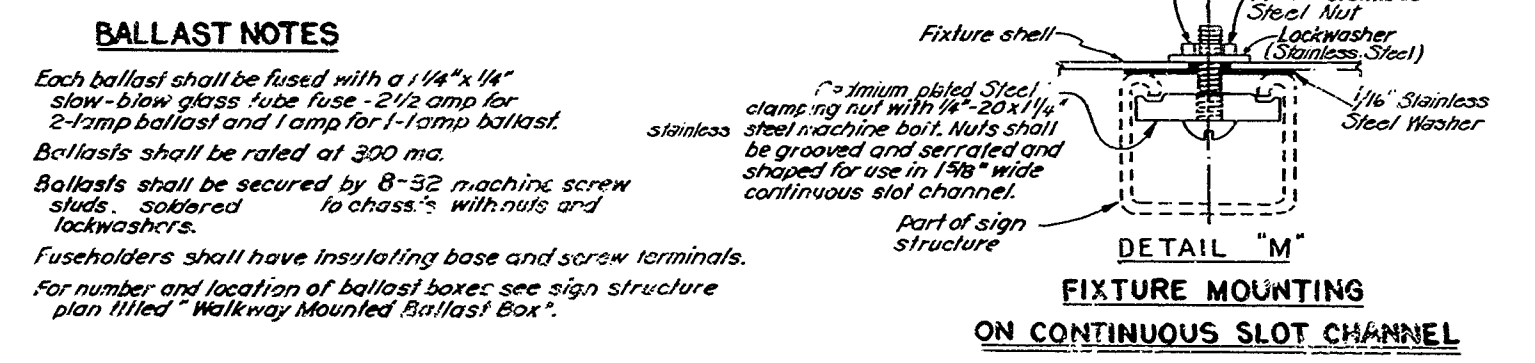 BALLAST NOTES
Each ballast shall be fused with a 1 1/4" x 1/4"
slow-blow glass tube fuse - 2 1/2 amp for
2-lamp ballast and 1 amp for 1-lamp ballast.
Ballasts shall be rated at 300 ma.
Ballasts shall be secured by 8-32 machine screw
studs. soldered to chassis with nuts and
lockwashers.
Fuseholders shall have insulating base and screw terminals.
For number and location of ballast boxes see sign structure
plan titled "Walkway Mounted Ballast Box".
Steel Nut
Fixture shell
Lockwasher
(Stainless Steel)
Cadmium plated Steel
clamping nut with 1/4"-20 x 1 1/4"
stainless steel machine bolt. Nuts shall
be grooved and serrated and
shaped for use in 1 5/8" wide
continuous slot channel.
1/16" Stainless
Steel Washer
Part of sign
structure
DETAIL "M"
FIXTURE MOUNTING
ON CONTINUOUS SLOT CHANNEL